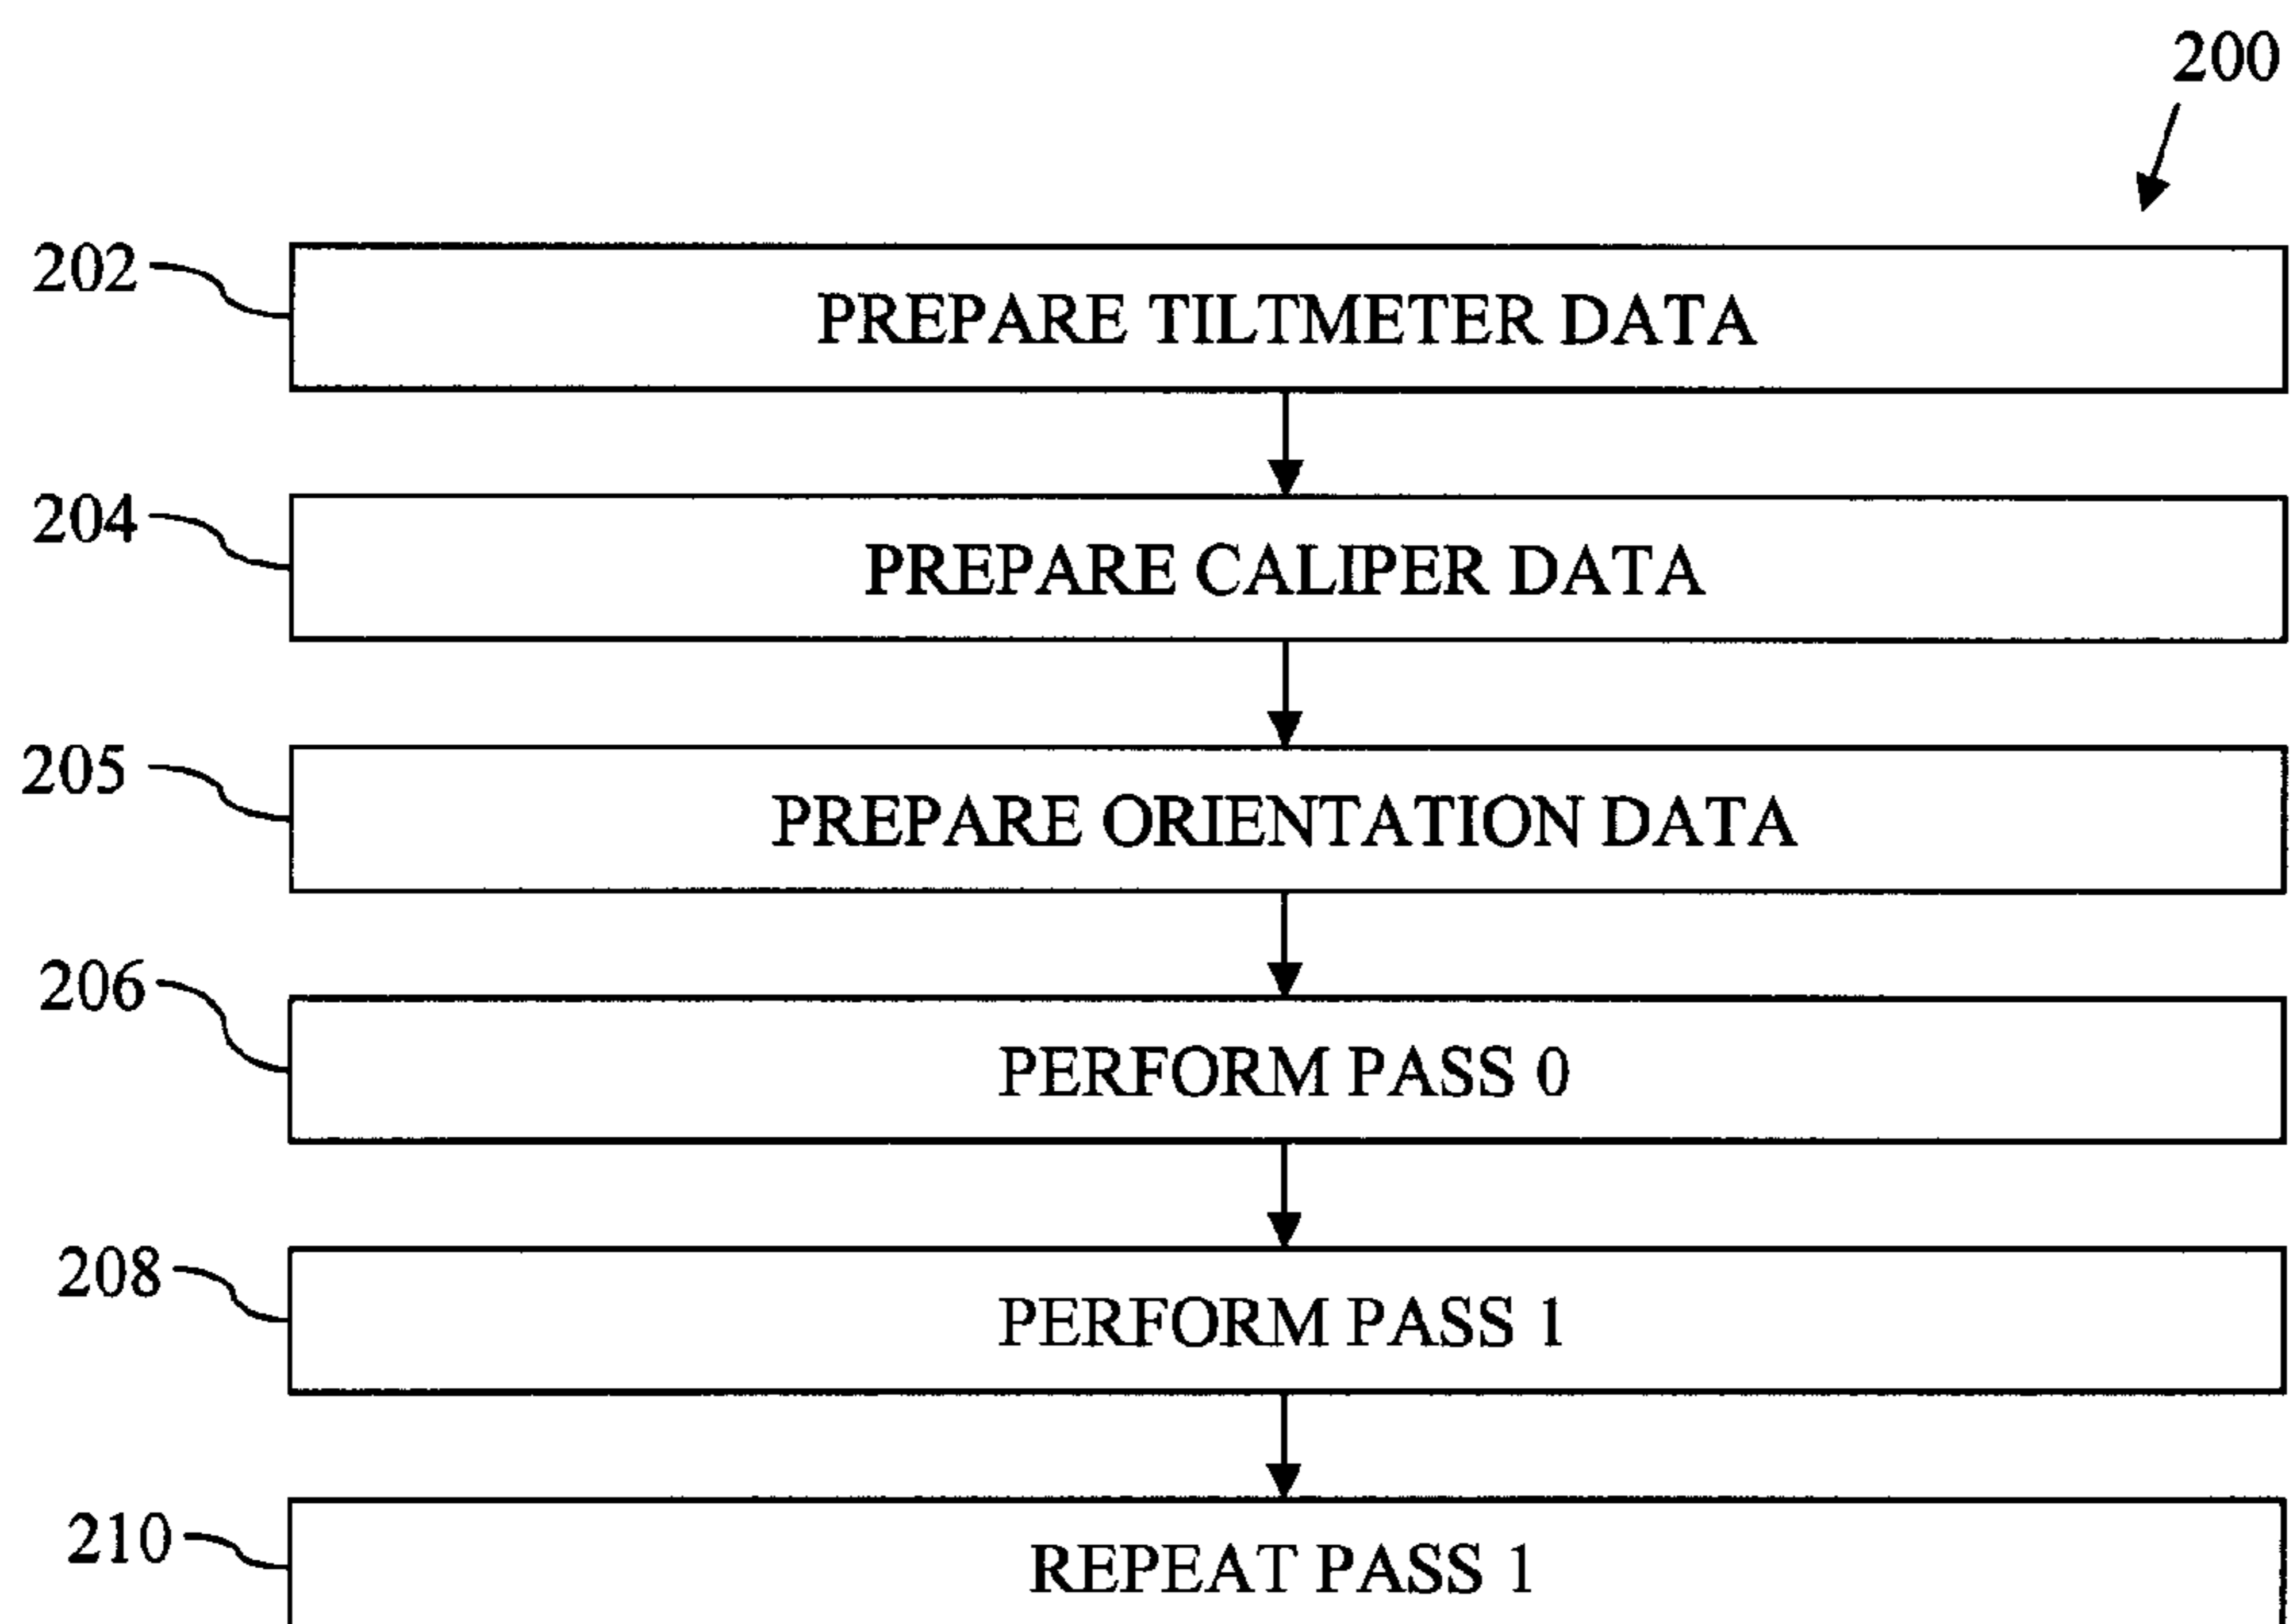 200
202
PREPARE TILTMETER DATA
204
PREPARE CALIPER DATA
205
PREPARE ORIENTATION DATA
206
PERFORM PASS 0
208
PERFORM PASS 1
210
REPEAT PASS 1